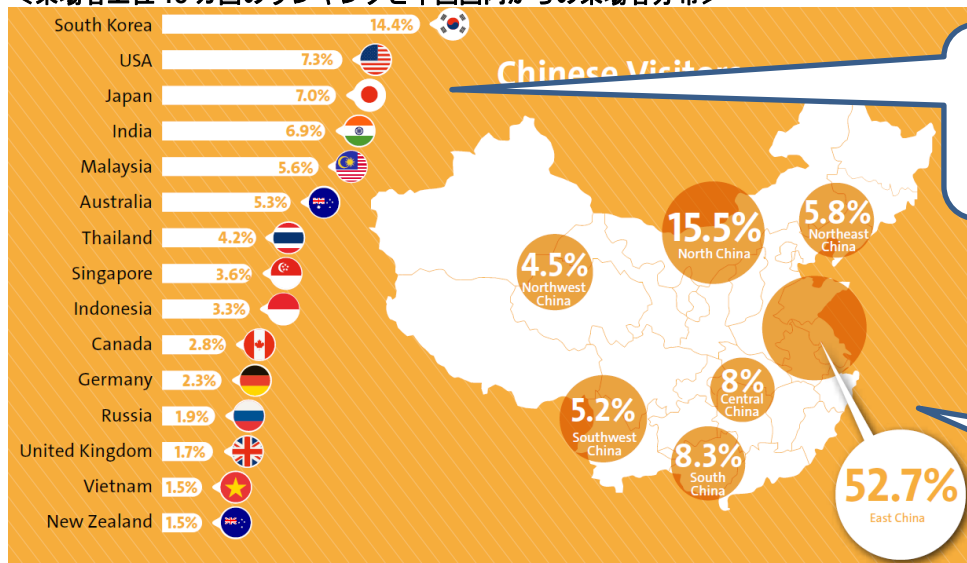 South Korea 14.4%
USA 7.3%
Japan 7.0%
India 6.9%
Malaysia 5.6%
Australia 5.3%
Thailand 4.2%
Singapore 3.6%
Indonesia 3.3%
Canada 2.8%
Germany 2.3%
Russia 1.9%
United Kingdom 1.7%
Vietnam 1.5%
New Zealand 1.5%
Chinese Visitors
15.5%
North China
5.8%
Northeast
China
4.5%
Northwest
China
8%
Central
China
5.2%
Southwest
China
8.3%
South
China
52.7%
East China